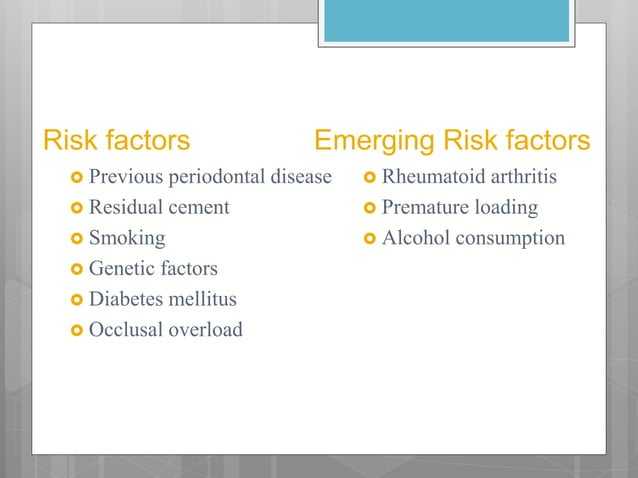 Risk factors
Previous periodontal disease
Residual cement
Smoking
Genetic factors
Diabetes mellitus
Occlusal overload
Emerging Risk factors
Rheumatoid arthritis
Premature loading
Alcohol consumption